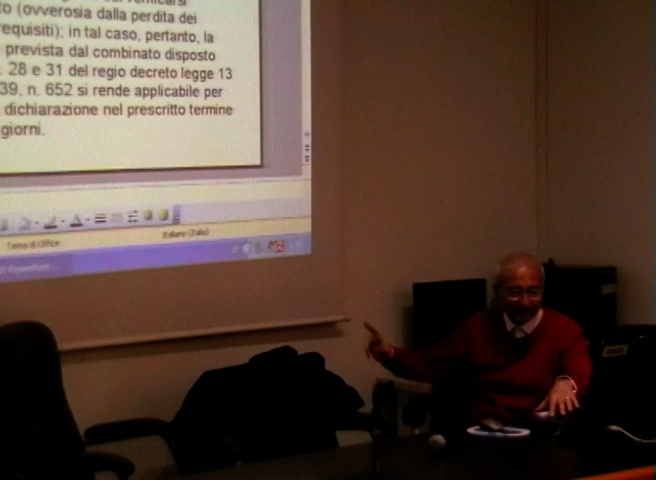 to (ovverosia dalla perdita dei
requisiti); in tal caso, pertanto, la
prevista dal combinato disposto
. 28 e 31 del regio decreto legge 13
39, n. 652 si rende applicabile per
dichiarazione nel prescritto termine
giorni.
Tema di Office
Italiano (Italia)